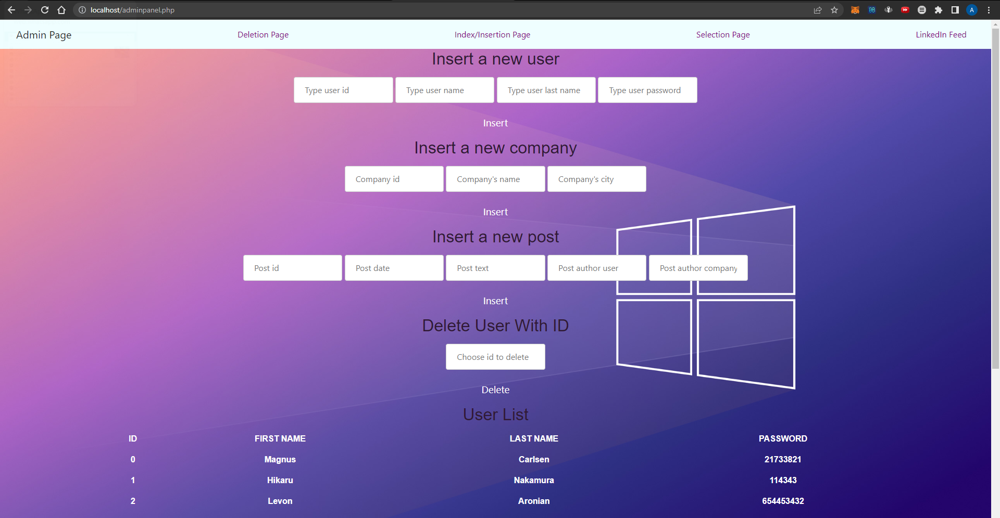 localhost/adminpanel.php
A
Admin Page Deletion Page Index/Insertion Page Selection Page LinkedIn Feed
Insert a new user
Type user id Type user name Type user last name Type user password
Insert
Insert a new company
Company id Company's name Company's city
Insert
Insert a new post
Post id Post date Post text Post author user Post author company
Insert
Delete User With ID
Choose id to delete
Delete
User List
ID FIRST NAME LAST NAME PASSWORD
0 Magnus Carlsen 21733821
1 Hikaru Nakamura 114343
2 Levon Aronian 654453432